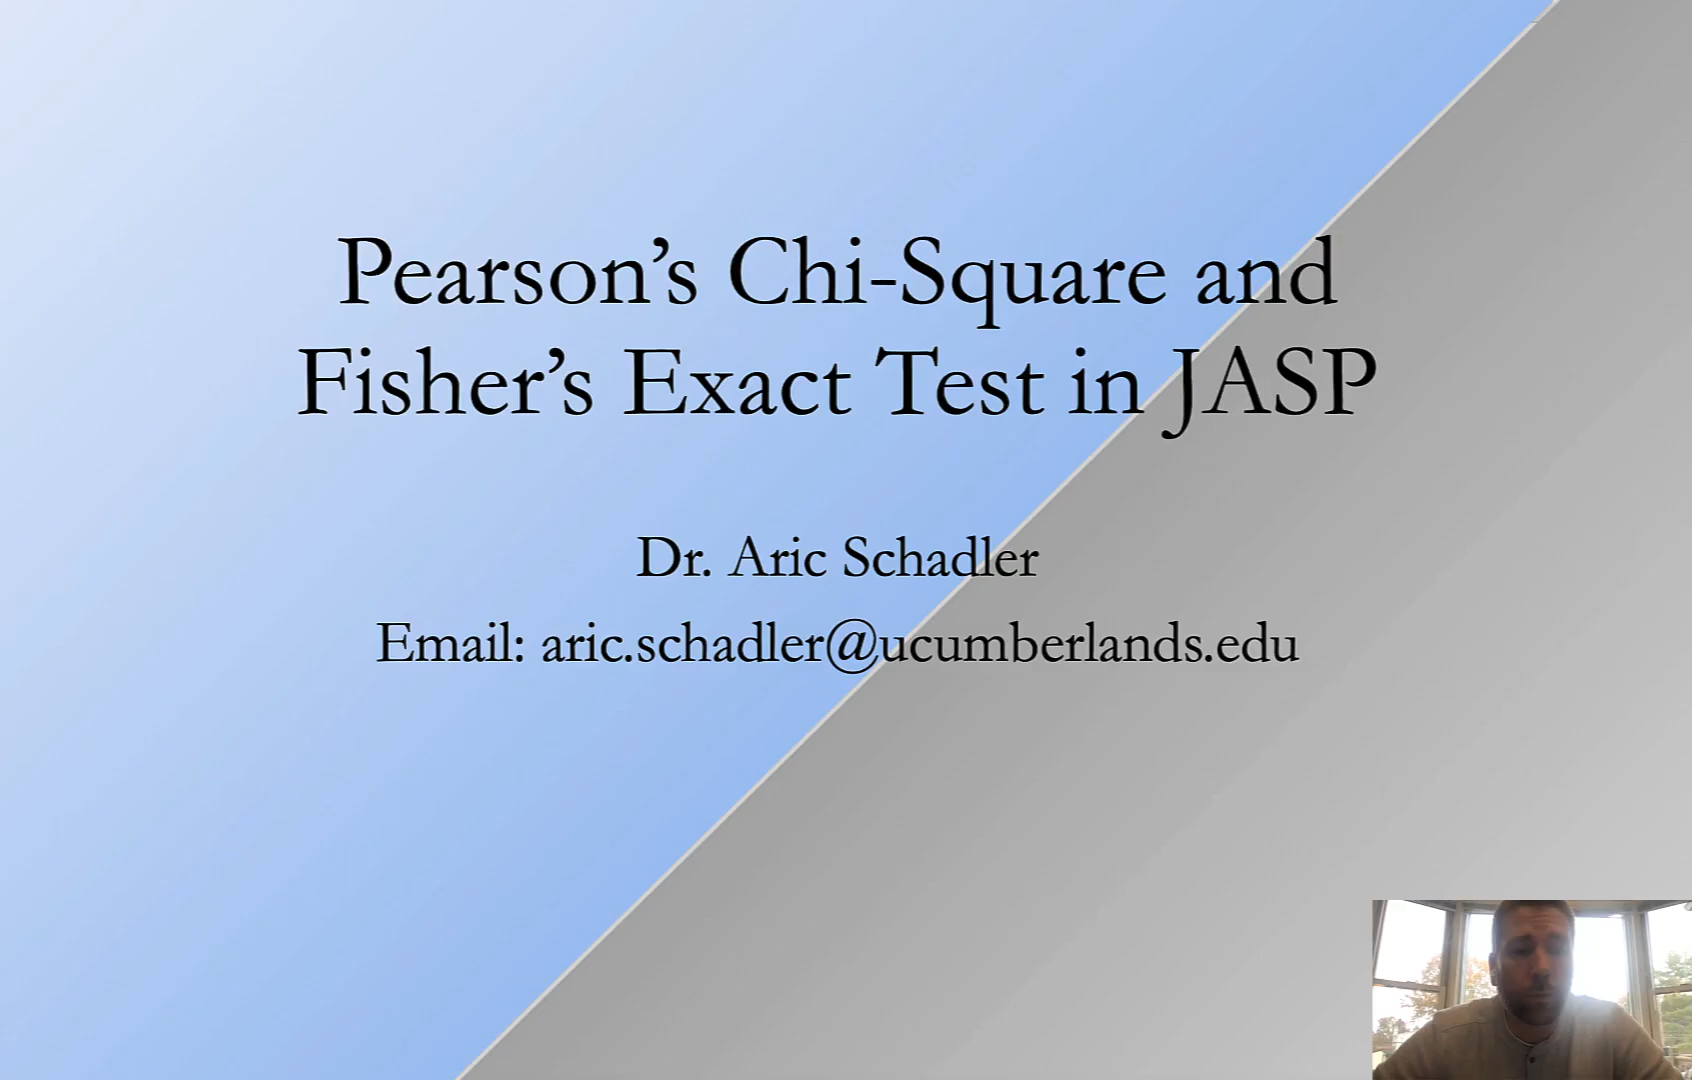 Pearson’s Chi-Square and
Fisher’s Exact Test in JASP
Dr. Aric Schadler
Email: aric.schadler@ucumberlands.edu